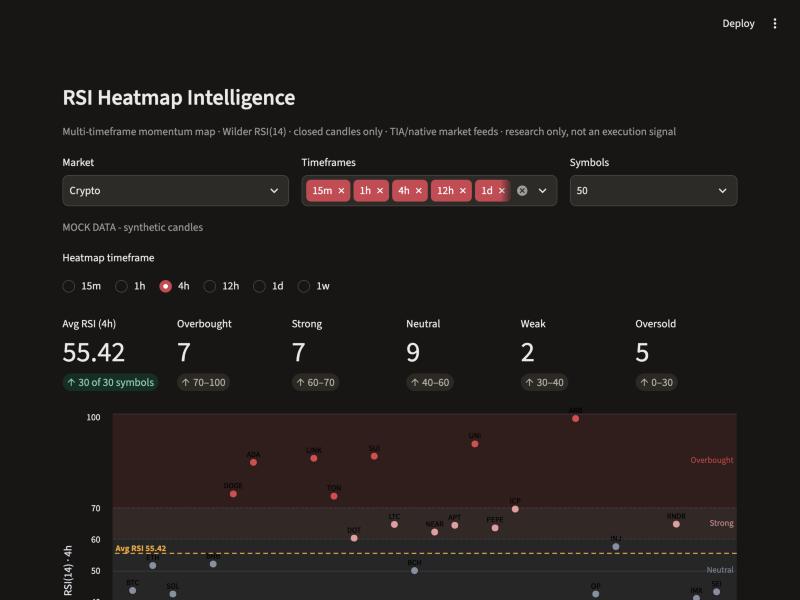 Deploy
RSI Heatmap Intelligence
Multi-timeframe momentum map · Wilder RSI(14) · closed candles only · TIA/native market feeds · research only, not an execution signal
Market
Timeframes
Symbols
Crypto
15m 1h 4h 12h 1d
50
MOCK DATA - synthetic candles
Heatmap timeframe
15m 1h 4h 12h 1d 1w
Avg RSI (4h)
Overbought
Strong
Neutral
Weak
Oversold
55.42
7
7
9
2
5
↑ 30 of 30 symbols
↑ 70–100
↑ 60–70
↑ 40–60
↑ 30–40
↑ 0–30
100
UNI
ADA
LINK
SUI
Overbought
DOGE
TON
70
ICP
LTC
APT
PEPE
RNDR
Strong
NEAR
DOT
60
INJ
Avg RSI 55.42
ETH
BCH
Neutral
50
BTC
SOL
OP
IMX
SEI
RSI(14) · 4h